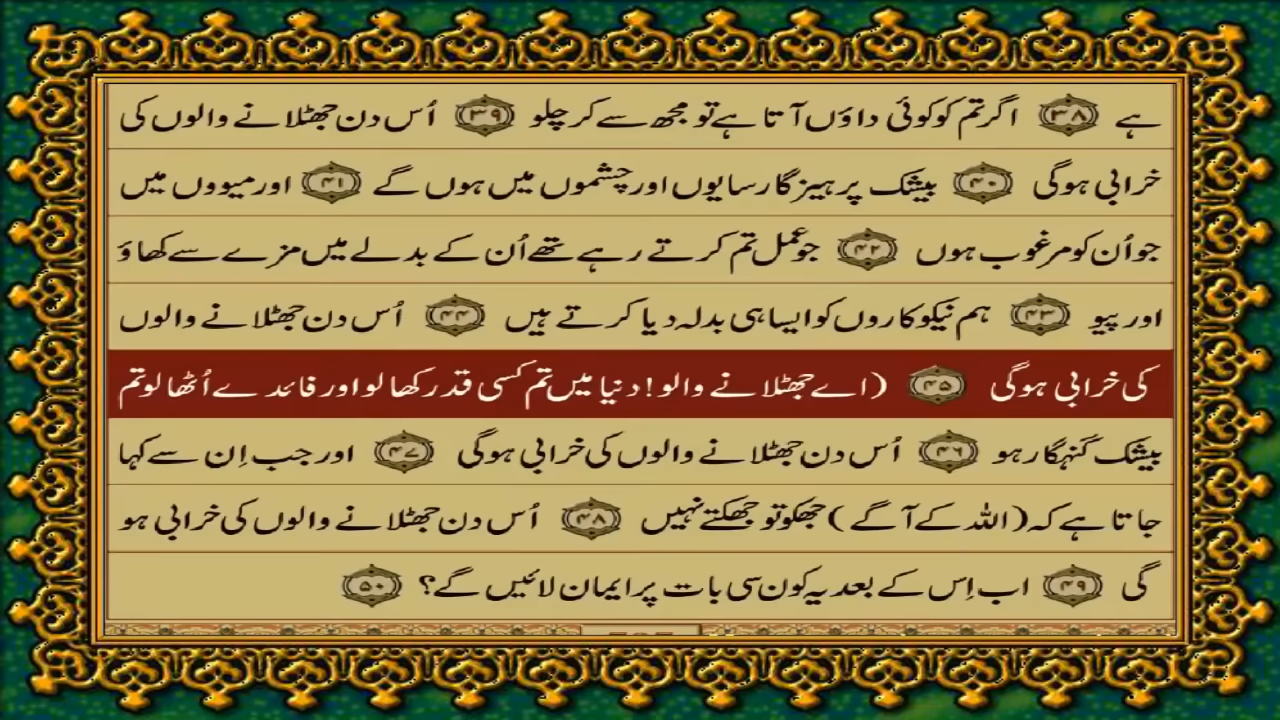 ہے ﴿۳۸﴾ اگر تم کو کوئی داؤں آتا ہے تو مجھ سے کر چلو ﴿۳۹﴾ اُس دن جھٹلانے والوں کی
خرابی ہوگی ﴿۴۰﴾ بیشک پرہیزگار سایوں اور چشموں میں ہوں گے ﴿۴۱﴾ اور میووں میں
جو اُن کو مرغوب ہوں ﴿۴۲﴾ جو عمل تم کرتے رہے تھے اُن کے بدلے میں مزے سے کھاؤ
اور پیو ﴿۴۳﴾ ہم نیکوکاروں کو ایسا ہی بدلہ دیا کرتے ہیں ﴿۴۴﴾ اُس دن جھٹلانے والوں
کی خرابی ہوگی ﴿۴۵﴾ (اے جھٹلانے والو! دنیا میں تم کسی قدر کھا لو اور فائدے اُٹھا لو تم
بیشک گنہگار ہو ﴿۴۶﴾ اُس دن جھٹلانے والوں کی خرابی ہوگی ﴿۴۷﴾ اور جب اِن سے کہا
جاتا ہے کہ (اللہ کے آگے) جھکو تو جھکتے نہیں ﴿۴۸﴾ اُس دن جھٹلانے والوں کی خرابی ہو
گی ﴿۴۹﴾ اب اِس کے بعد یہ کون سی بات پر ایمان لائیں گے؟ ﴿۵۰﴾